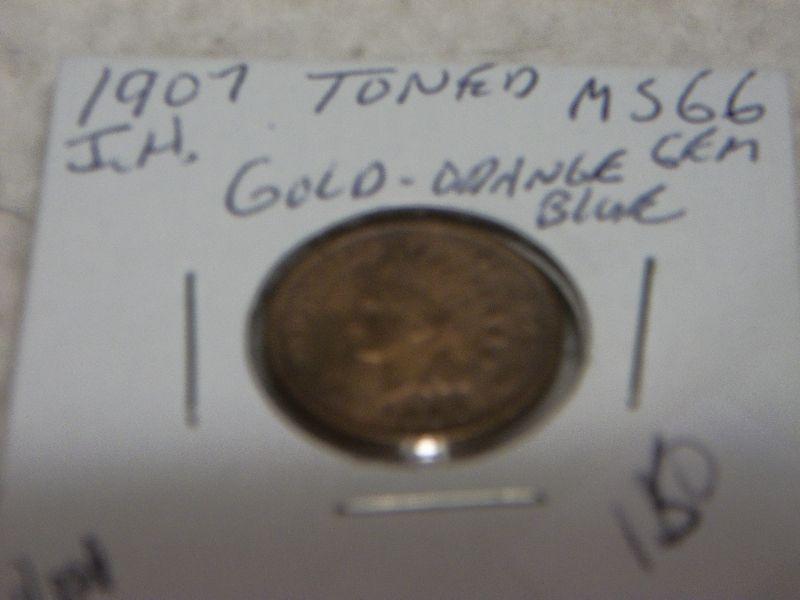 1907 TONED MS66
I.H. GEM
GOLD-ORANGE
BLUE
150